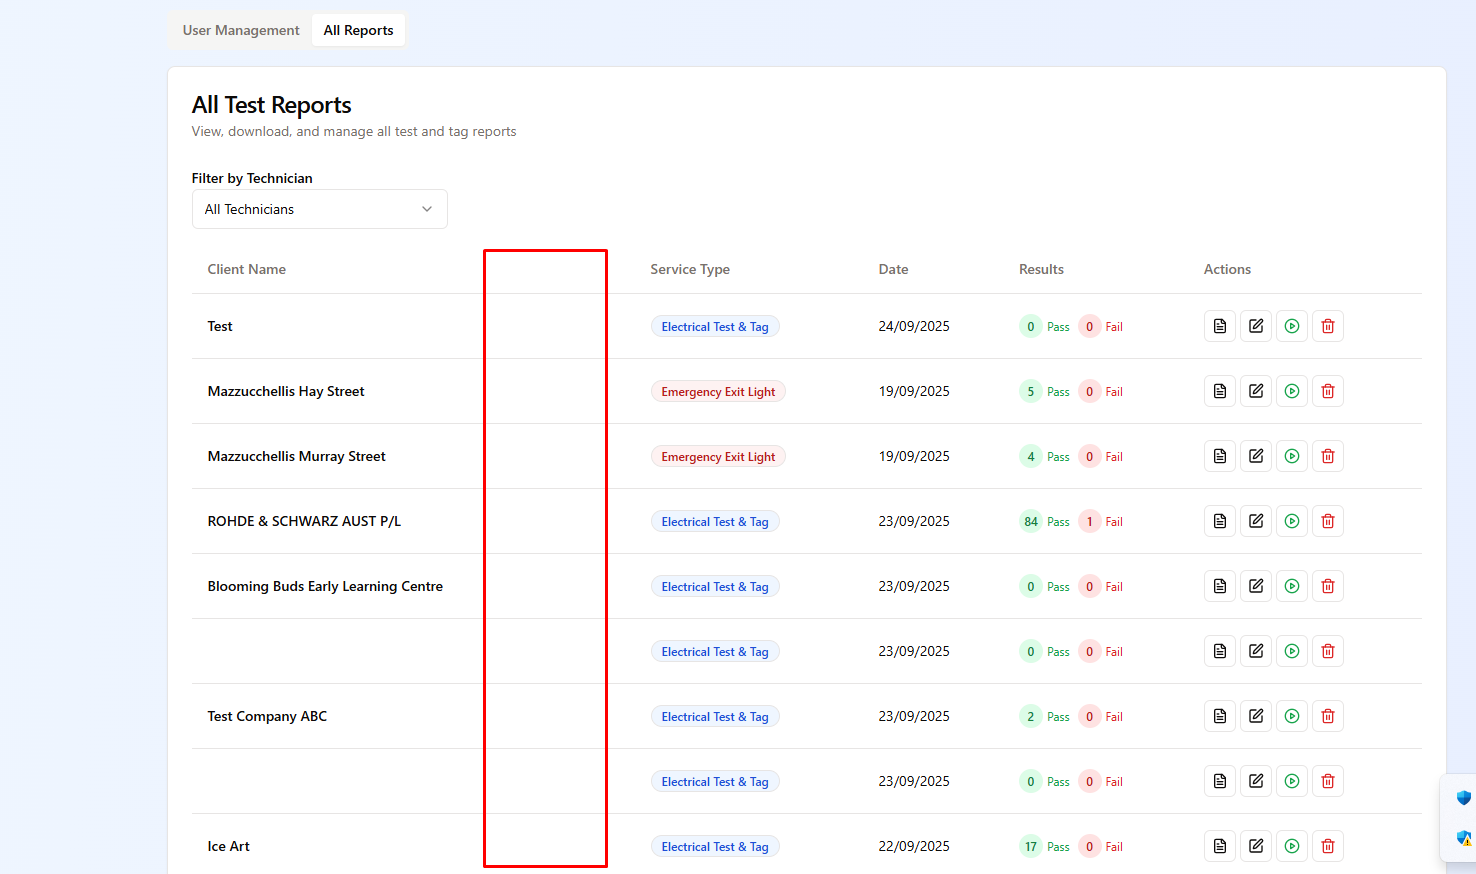 User Management All Reports
All Test Reports
View, download, and manage all test and tag reports
Filter by Technician
All Technicians
Client Name Service Type Date Results Actions
Test Electrical Test & Tag 24/09/2025 0 Pass 0 Fail
Mazzucchellis Hay Street Emergency Exit Light 19/09/2025 5 Pass 0 Fail
Mazzucchellis Murray Street Emergency Exit Light 19/09/2025 4 Pass 0 Fail
ROHDE & SCHWARZ AUST P/L Electrical Test & Tag 23/09/2025 84 Pass 1 Fail
Blooming Buds Early Learning Centre Electrical Test & Tag 23/09/2025 0 Pass 0 Fail
Electrical Test & Tag 23/09/2025 0 Pass 0 Fail
Test Company ABC Electrical Test & Tag 23/09/2025 2 Pass 0 Fail
Electrical Test & Tag 23/09/2025 0 Pass 0 Fail
Ice Art Electrical Test & Tag 22/09/2025 17 Pass 0 Fail